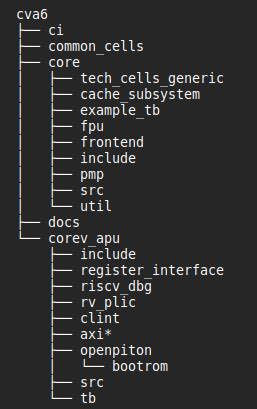 cva6
├── ci
├── common_cells
├── core
│   ├── tech_cells_generic
│   ├── cache_subsystem
│   ├── example_tb
│   ├── fpu
│   ├── frontend
│   ├── include
│   ├── pmp
│   ├── src
│   └── util
├── docs
└── corev_apu
    ├── include
    ├── register_interface
    ├── riscv_dbg
    ├── rv_plic
    ├── clint
    ├── axi*
    ├── openpiton
    │   └── bootrom
    ├── src
    └── tb